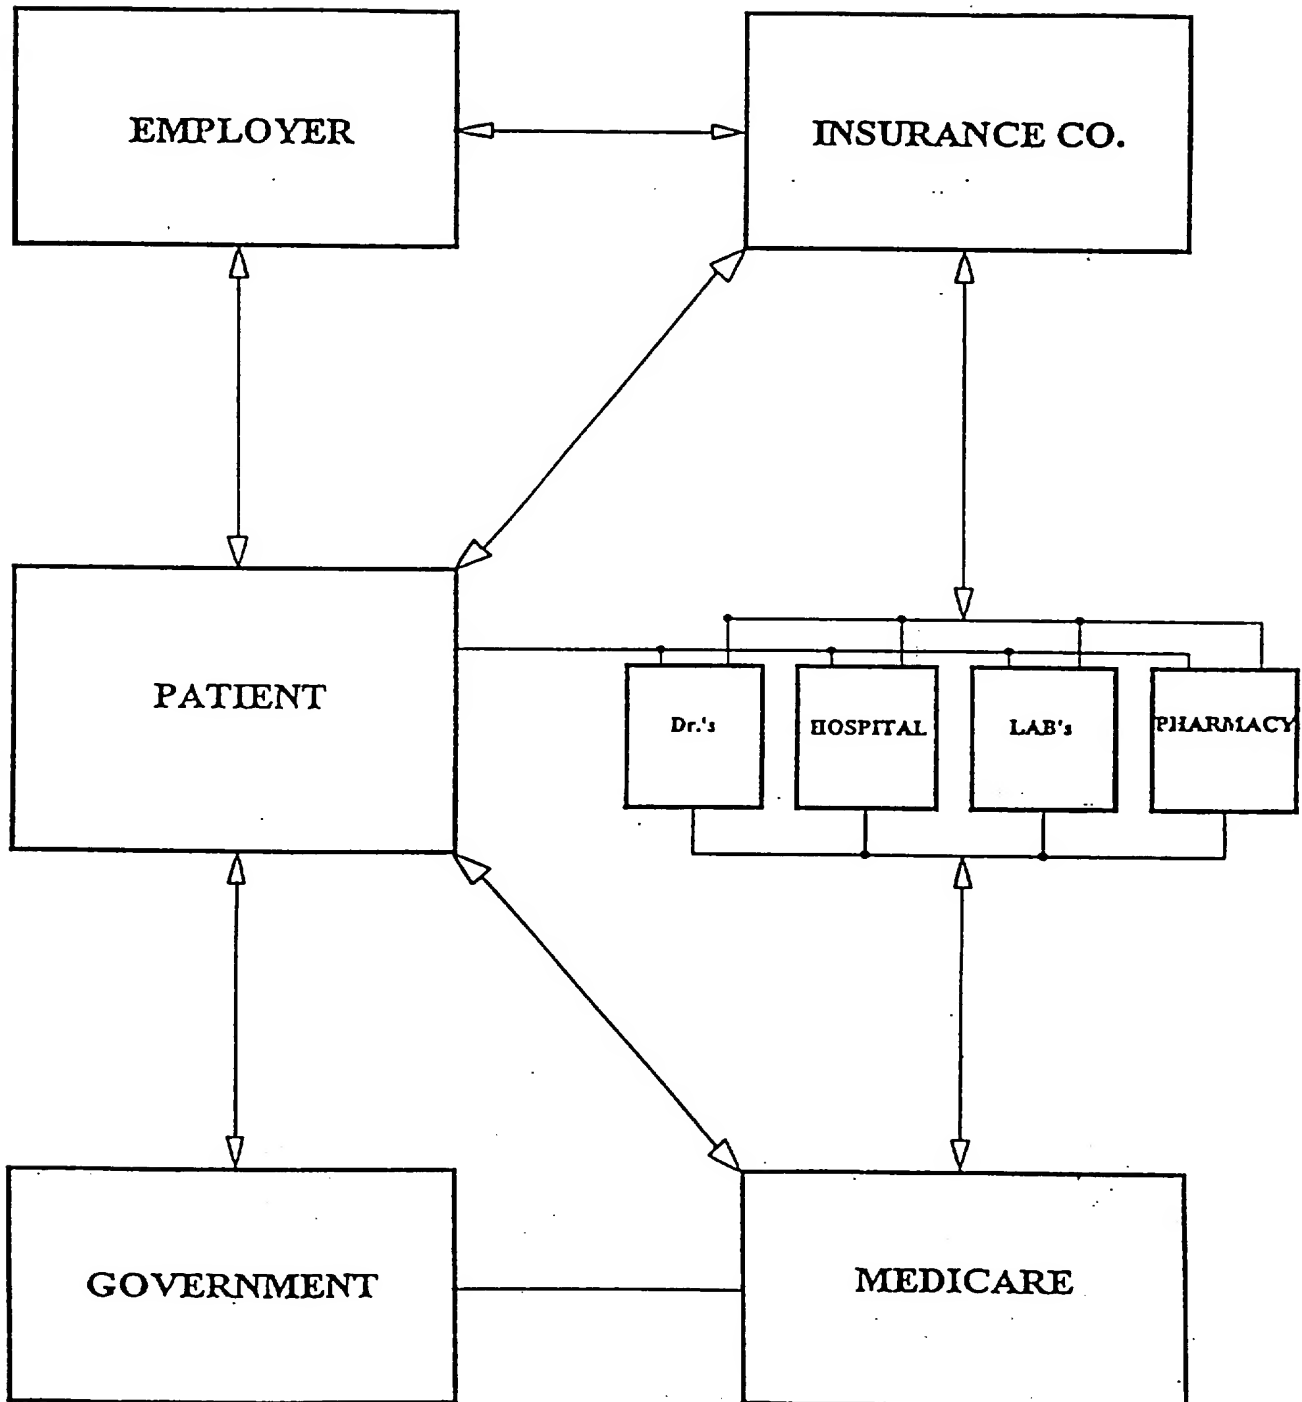 EMPLOYER
INSURANCE CO.
PATIENT
Dr.'s
HOSPITAL
LAB's
PHARMACY
GOVERNMENT
MEDICARE